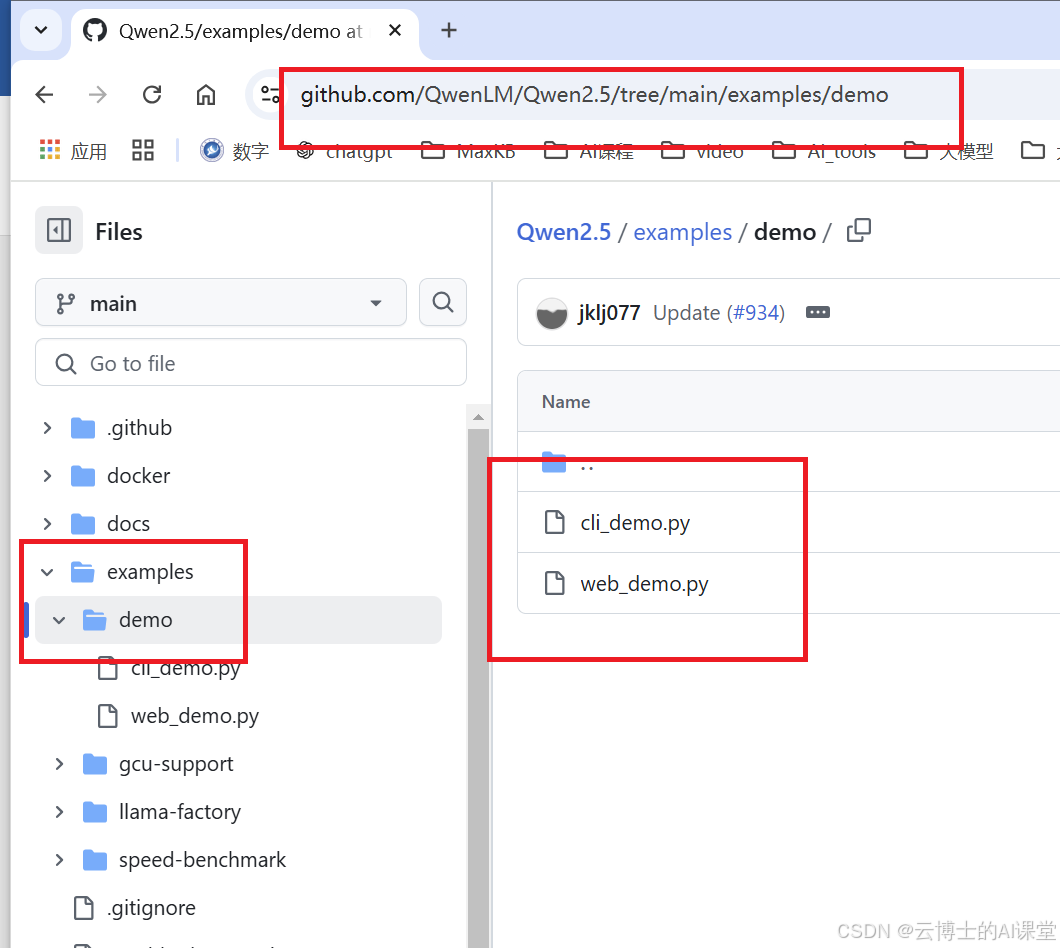 Qwen2.5/examples/demo at
github.com/QwenLM/Qwen2.5/tree/main/examples/demo
应用 数字 chatgpt MaxKB AI课程 video AI_tools 大模型
Files
main
Go to file
.github
docker
docs
examples
demo
cli_demo.py
web_demo.py
gcu-support
llama-factory
speed-benchmark
.gitignore
Qwen2.5 / examples / demo /
jklj077 Update (#934)
Name
..
cli_demo.py
web_demo.py
CSDN @云博士的AI课堂